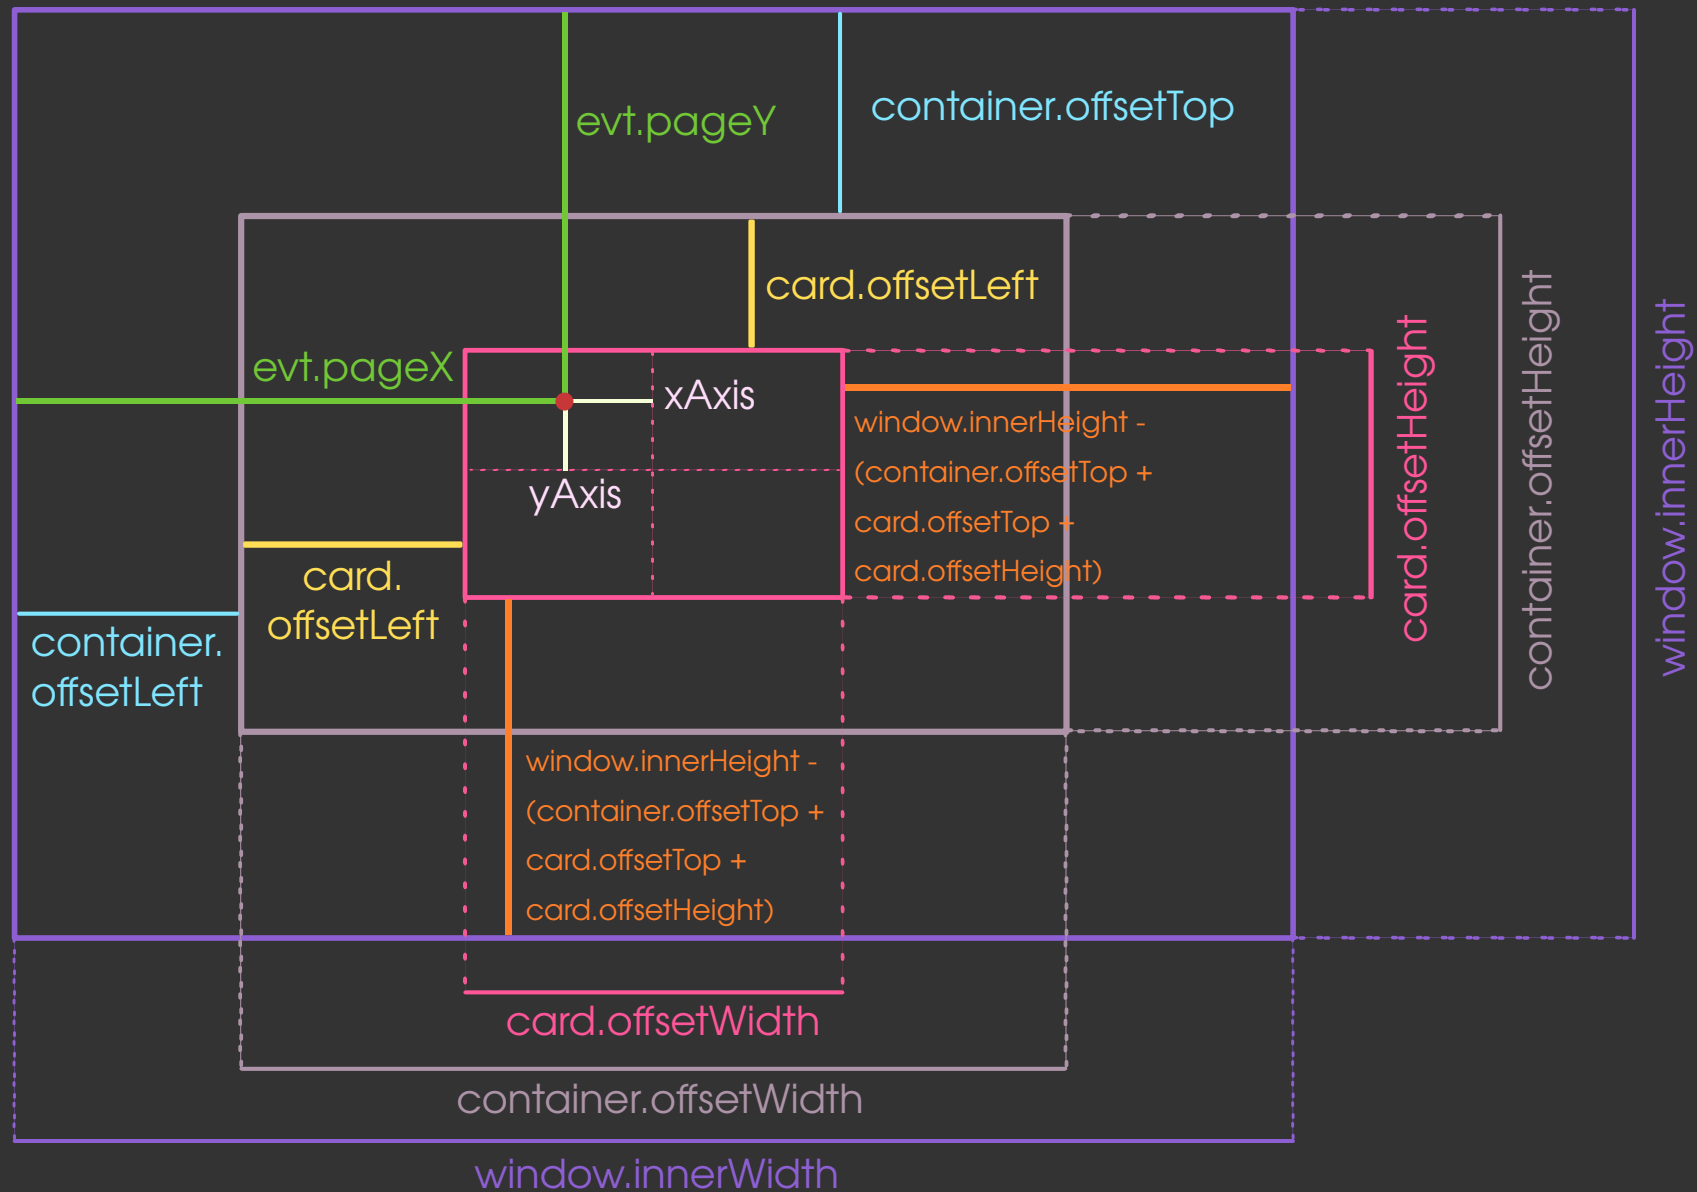 container.offsetTop
evt.pageY
card.offsetLeft
evt.pageX
xAxis
window.innerHeight -
(container.offsetTop +
card.offsetTop +
card.offsetHeight)
yAxis
card.
offsetLeft
container.
offsetLeft
card.offsetHeight
container.offsetHeight
window.innerHeight
window.innerHeight -
(container.offsetTop +
card.offsetTop +
card.offsetHeight)
card.offsetWidth
container.offsetWidth
window.innerWidth